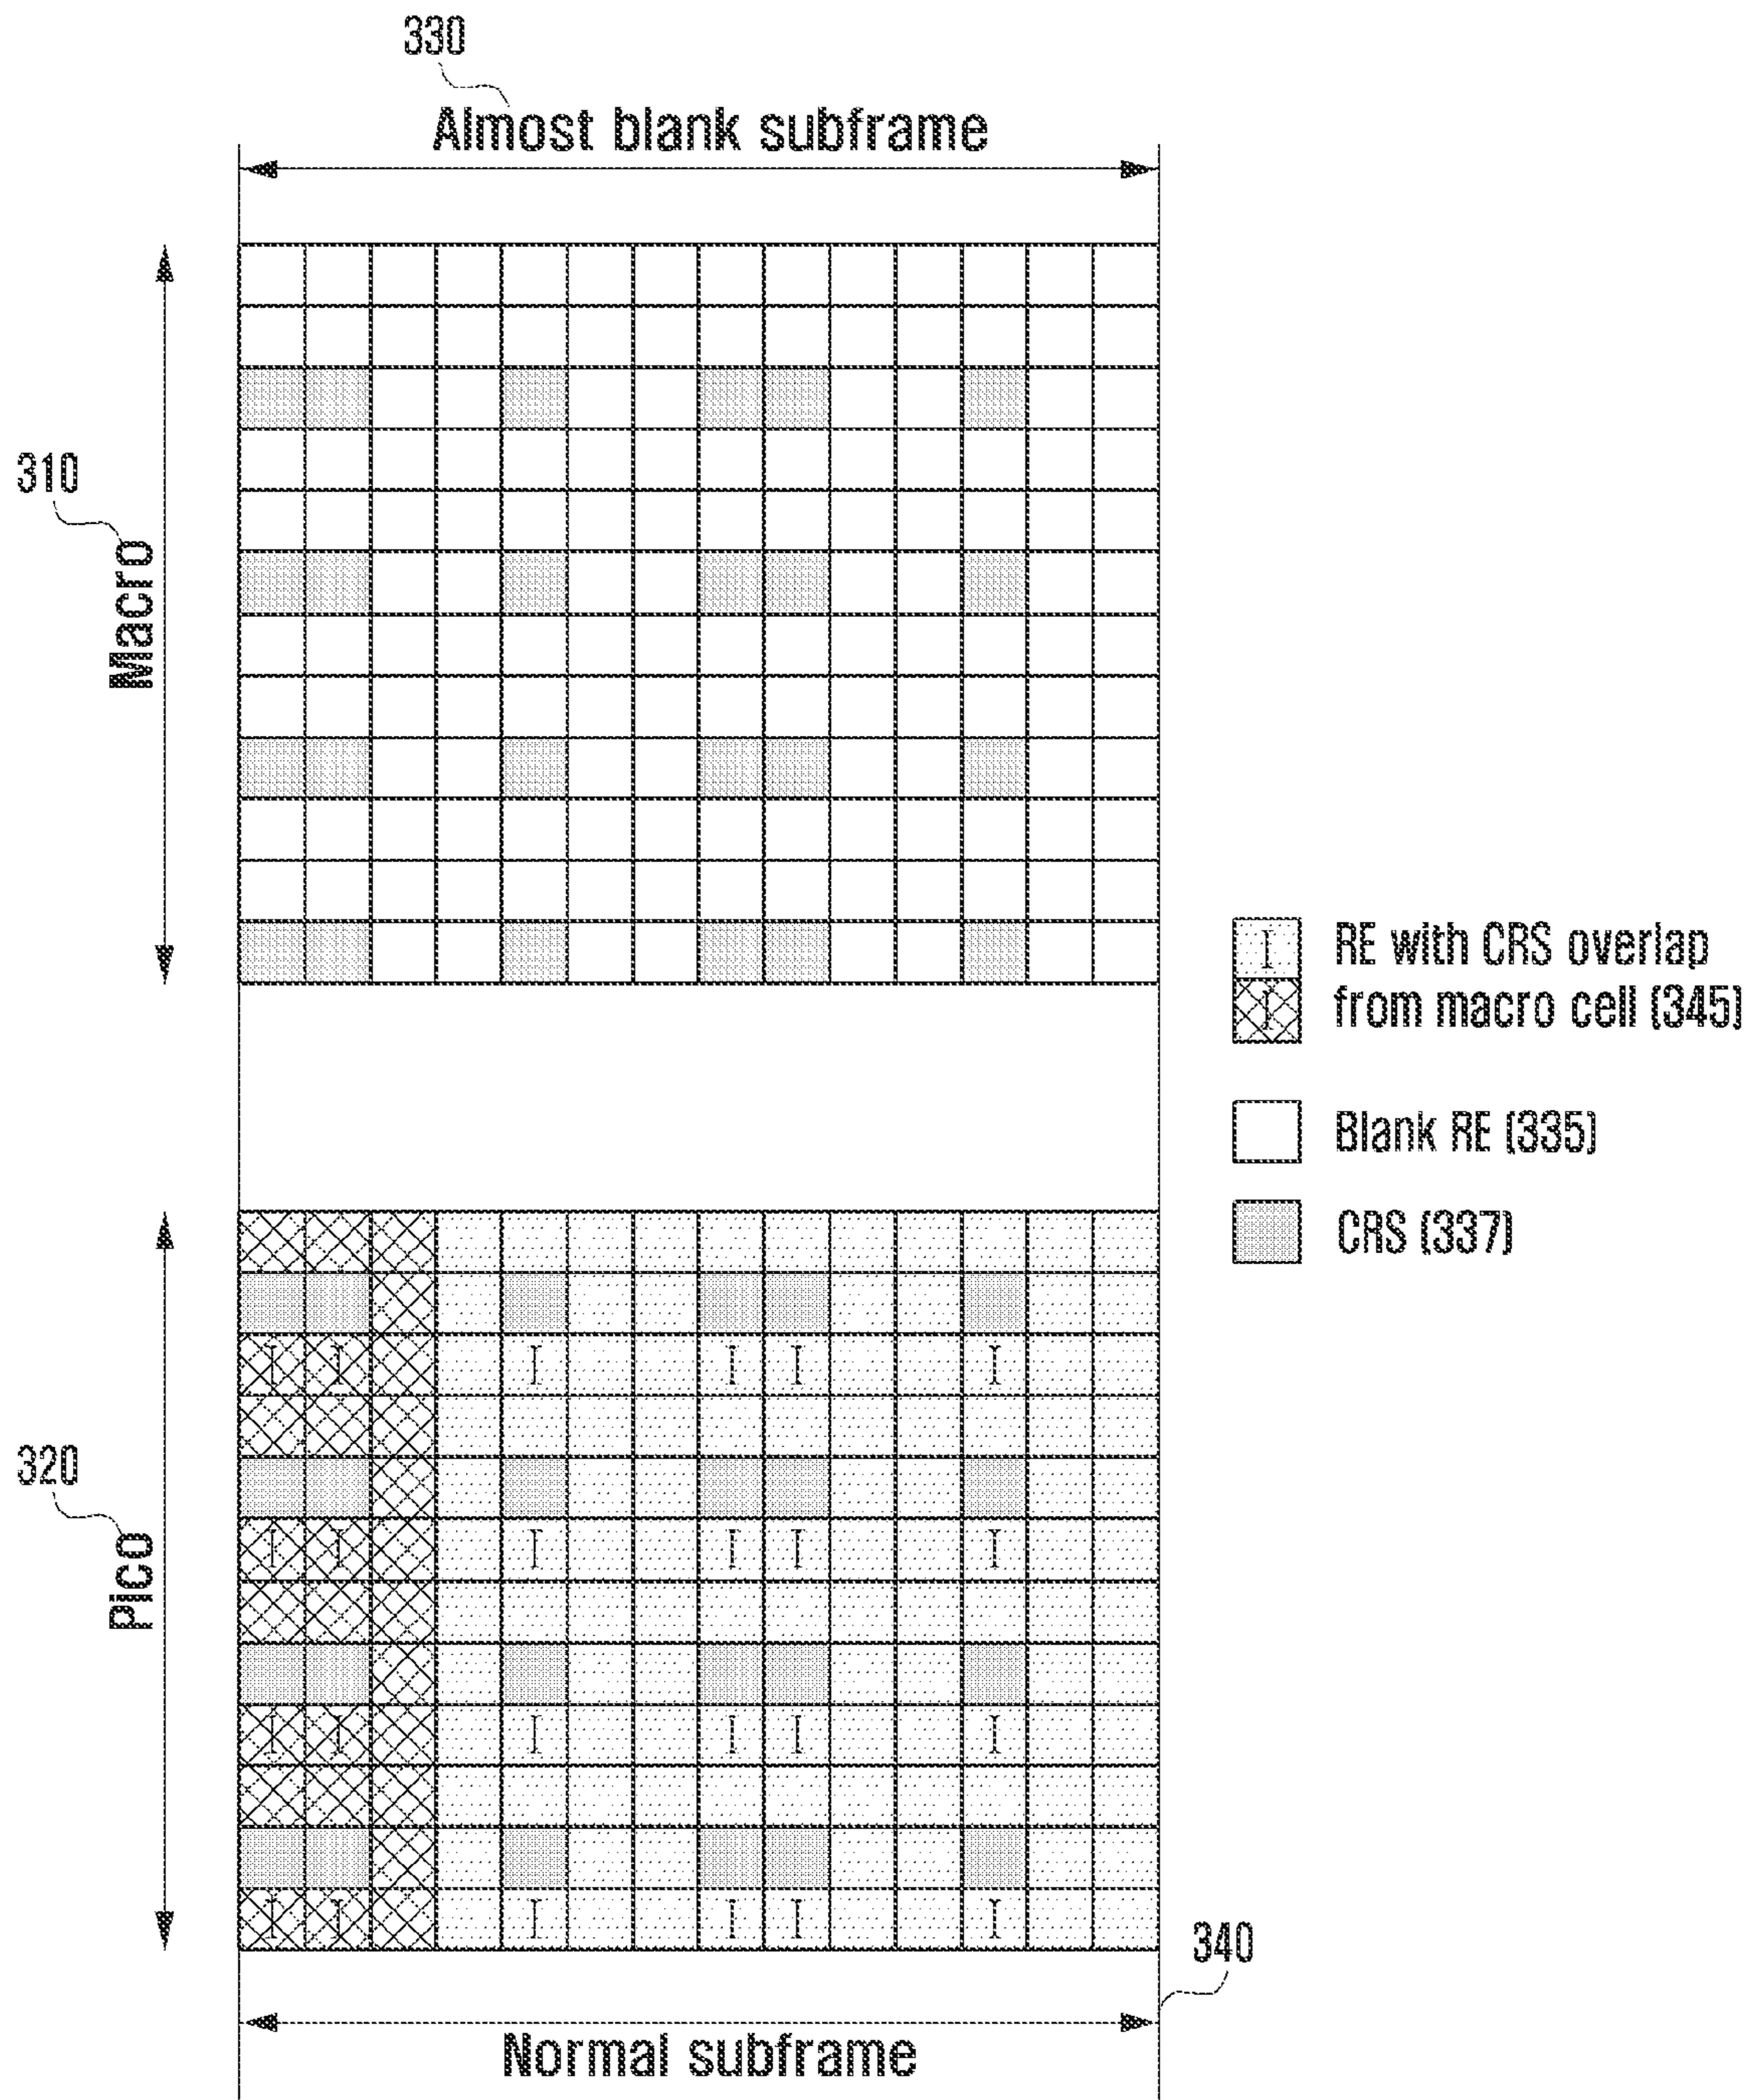 330
Almost blank subframe
310
Macro
RE with CRS overlap
from macro cell (345)
Blank RE (335)
CRS (337)
I
I
I I I I I I
I I I I I I
I I I I I I
I I I I I I
320
Pico
340
Normal subframe